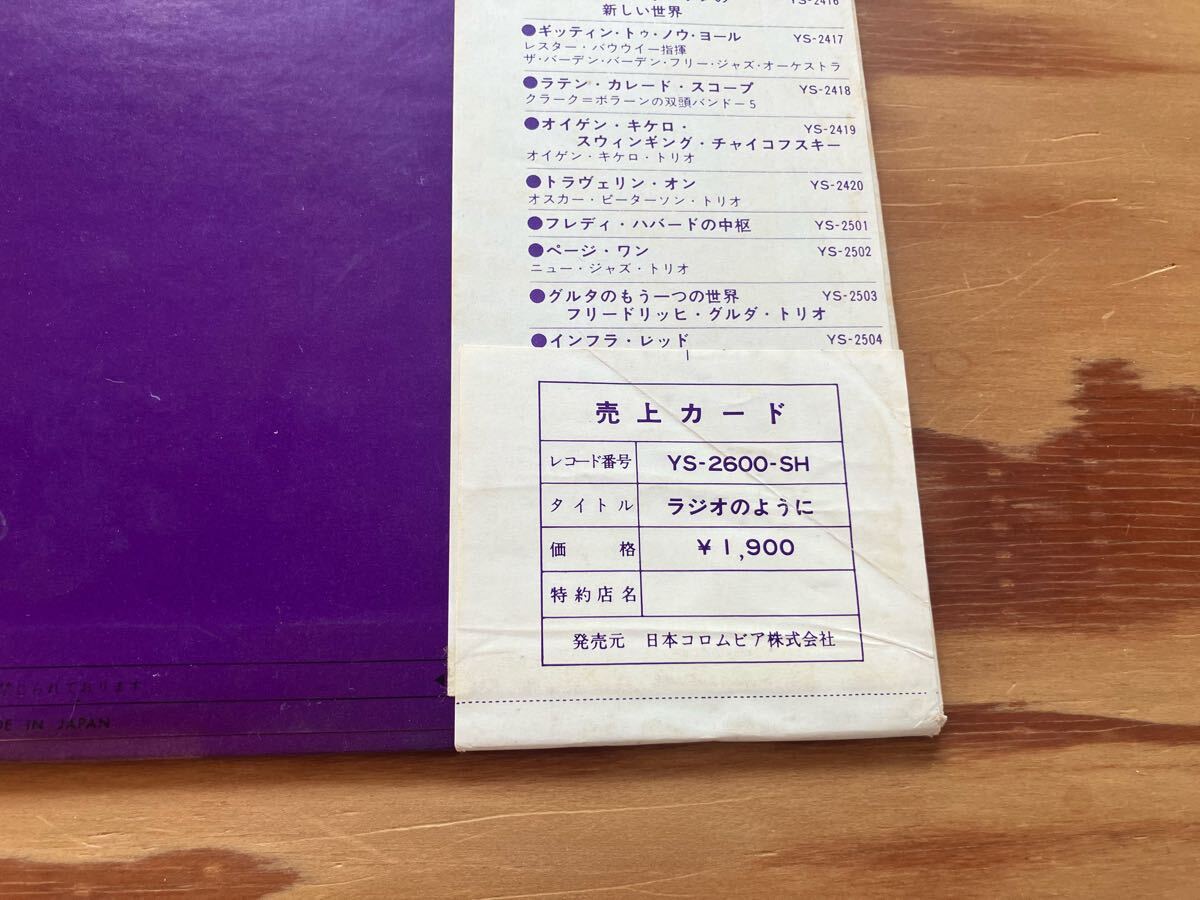 新しい世界
YS-2416
●ギッティン・トゥ・ノウ・ヨール YS-2417
レスター・バウウイー指揮
ザ・バーデン・バーデン・フリー・ジャズ・オーケストラ
●ラテン・カレード・スコープ YS-2418
クラーク=ボラーンの双頭バンド－5
●オイゲン・キケロ・ YS-2419
スウィンギング・チャイコフスキー
オイゲン・キケロ・トリオ
●トラヴェリン・オン YS-2420
オスカー・ピーターソン・トリオ
●フレディ・ハバードの中枢 YS-2501
●ページ・ワン YS-2502
ニュー・ジャズ・トリオ
●グルタのもう一つの世界 YS-2503
フリードリッヒ・グルダ・トリオ
●インフラ・レッド YS-2504
売上カード
レコード番号 YS-2600-SH
タイトル ラジオのように
価格 ¥1,900
特約店名
発売元 日本コロムビア株式会社
禁じられております
DE IN JAPAN